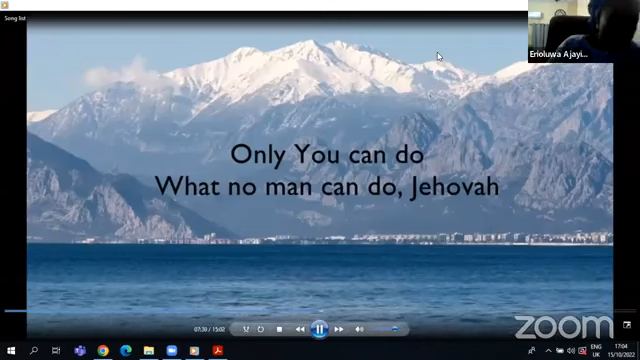 Song list
Erioluwa Ajayi...
Only You can do
What no man can do, Jehovah
07:39 / 15:02
zoom
ENG
UK
17:04
15/10/2022